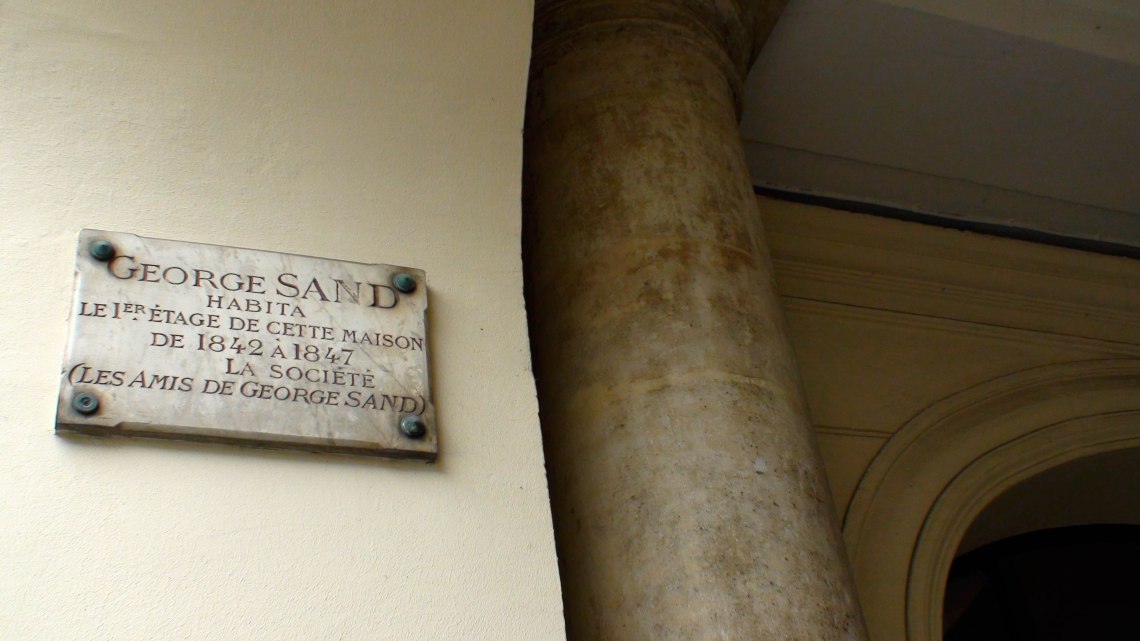 GEORGE SAND
HABITA
LE 1ER ÉTAGE DE CETTE MAISON
DE 1842 À 1847
LA SOCIÉTÉ
(LES AMIS DE GEORGE SAND)